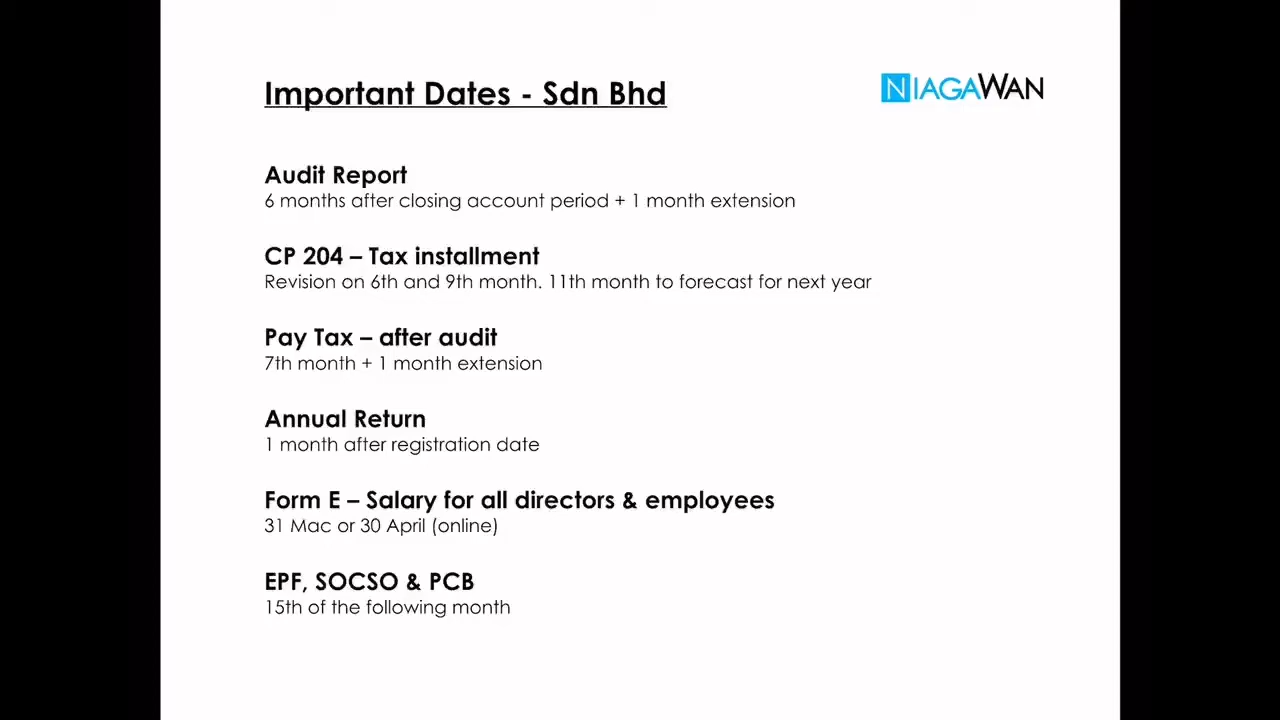 Important Dates - Sdn Bhd
NIAGAWAN
Audit Report
6 months after closing account period + 1 month extension
CP 204 – Tax installment
Revision on 6th and 9th month. 11th month to forecast for next year
Pay Tax – after audit
7th month + 1 month extension
Annual Return
1 month after registration date
Form E – Salary for all directors & employees
31 Mac or 30 April (online)
EPF, SOCSO & PCB
15th of the following month